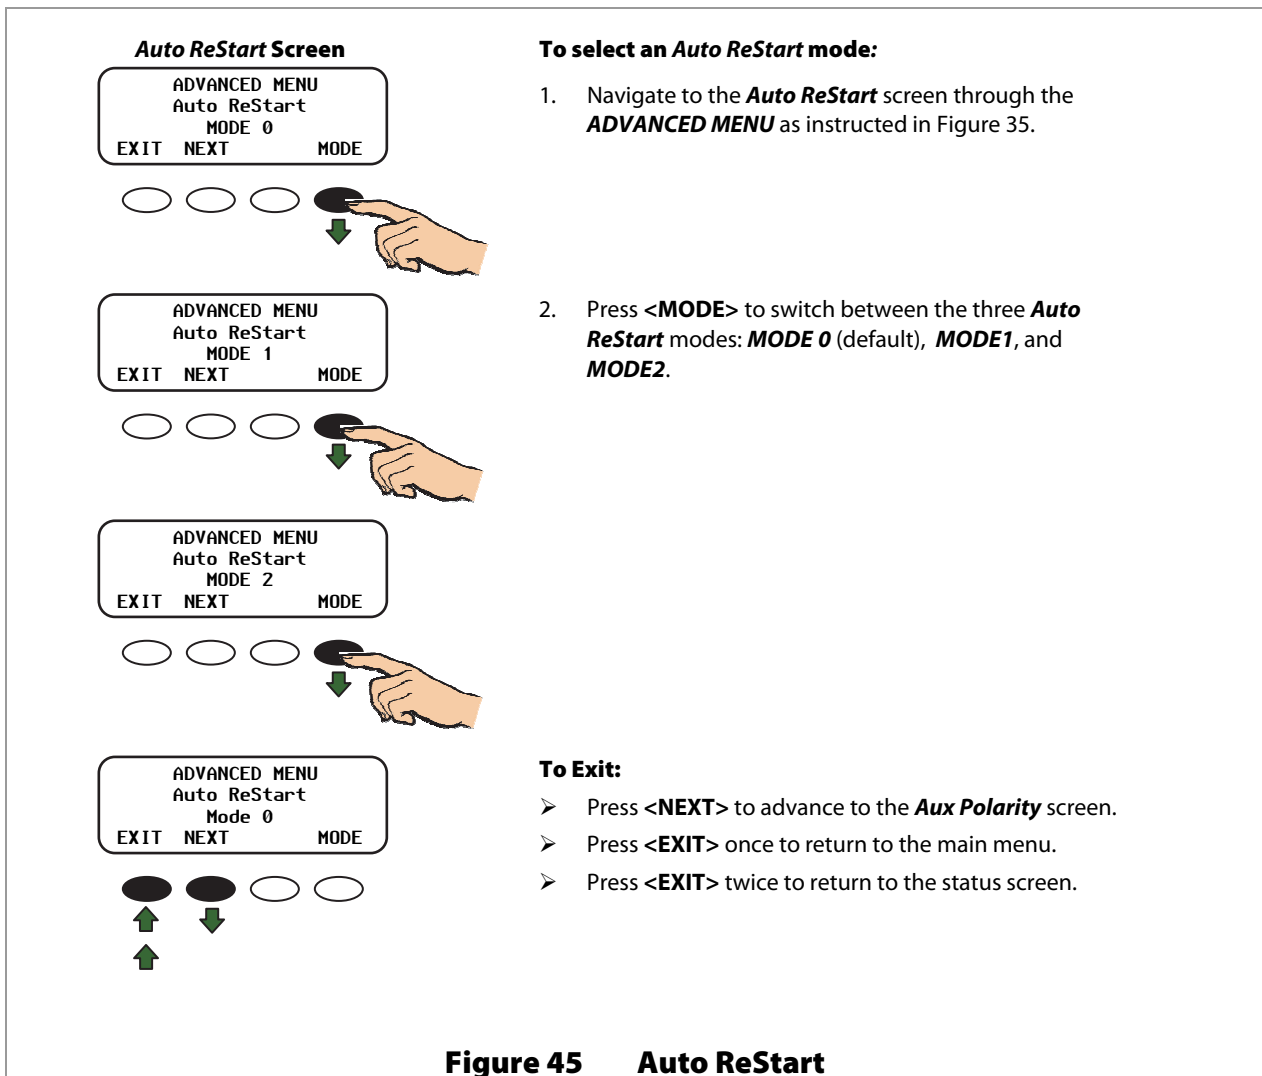 Auto ReStart Screen
ADVANCED MENU
Auto ReStart
MODE 0
EXIT NEXT MODE
To select an Auto ReStart mode:
1. Navigate to the Auto ReStart screen through the
ADVANCED MENU as instructed in Figure 35.
ADVANCED MENU
Auto ReStart
MODE 1
EXIT NEXT MODE
2. Press <MODE> to switch between the three Auto
ReStart modes: MODE 0 (default), MODE1, and
MODE2.
ADVANCED MENU
Auto ReStart
MODE 2
EXIT NEXT MODE
ADVANCED MENU
Auto ReStart
Mode 0
EXIT NEXT MODE
To Exit:
➢ Press <NEXT> to advance to the Aux Polarity screen.
➢ Press <EXIT> once to return to the main menu.
➢ Press <EXIT> twice to return to the status screen.
Figure 45 Auto ReStart